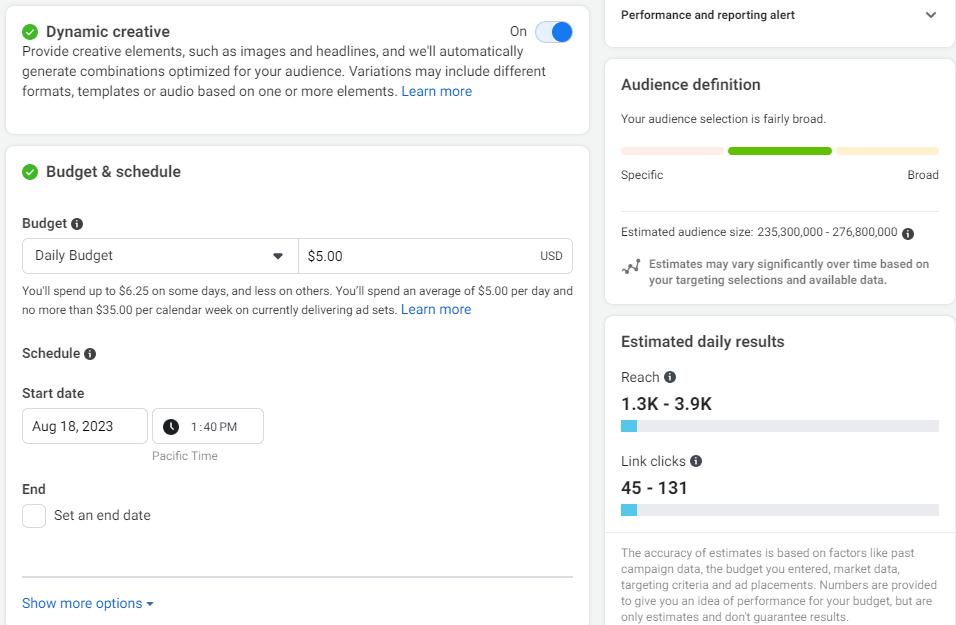 Dynamic creative
On
Provide creative elements, such as images and headlines, and we'll automatically
generate combinations optimized for your audience. Variations may include different
formats, templates or audio based on one or more elements. Learn more
Budget & schedule
Budget
Daily Budget
$5.00
USD
You'll spend up to $6.25 on some days, and less on others. You'll spend an average of $5.00 per day and
no more than $35.00 per calendar week on currently delivering ad sets. Learn more
Schedule
Start date
Aug 18, 2023
1:40 PM
Pacific Time
End
Set an end date
Show more options
Performance and reporting alert
Audience definition
Your audience selection is fairly broad.
Specific
Broad
Estimated audience size: 235,300,000 - 276,800,000
Estimates may vary significantly over time based on
your targeting selections and available data.
Estimated daily results
Reach
1.3K - 3.9K
Link clicks
45 - 131
The accuracy of estimates is based on factors like past
campaign data, the budget you entered, market data,
targeting criteria and ad placements. Numbers are provided
to give you an idea of performance for your budget, but are
only estimates and don't guarantee results.